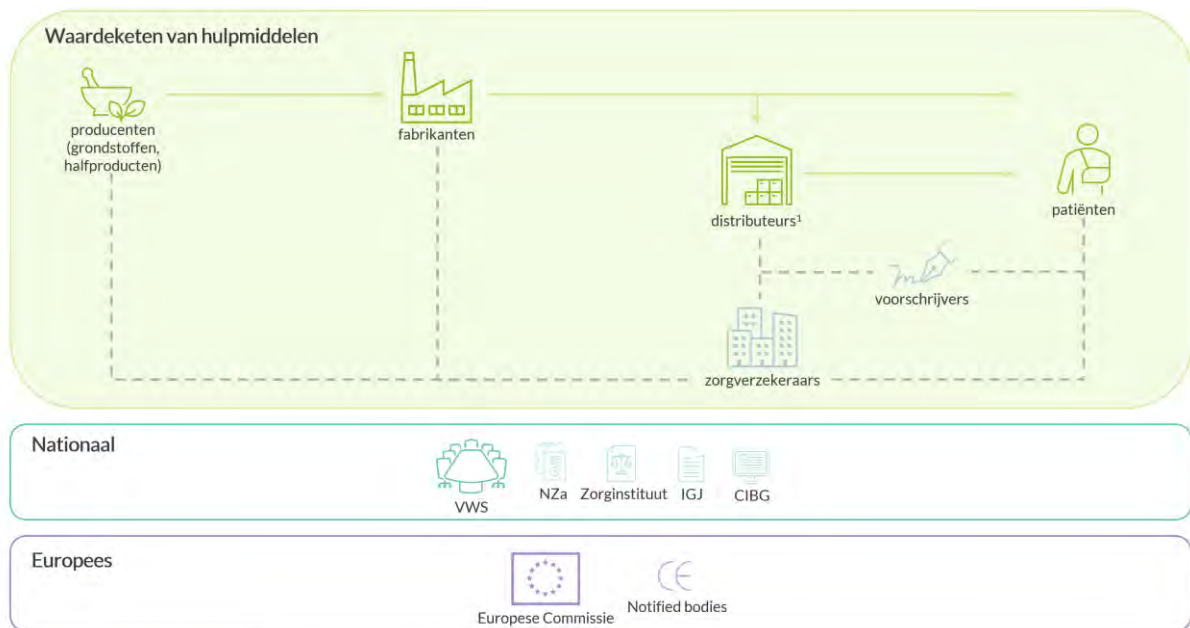 Waardeketen van hulpmiddelen
producenten
(grondstoffen,
halfproducten)
fabrikanten
distributeurs¹
patiënten
voorschrijvers
zorgverzekeraars
Nationaal
VWS
NZa
Zorginstituut
IGJ
CIBG
Europees
Europese Commissie
CE
Notified bodies